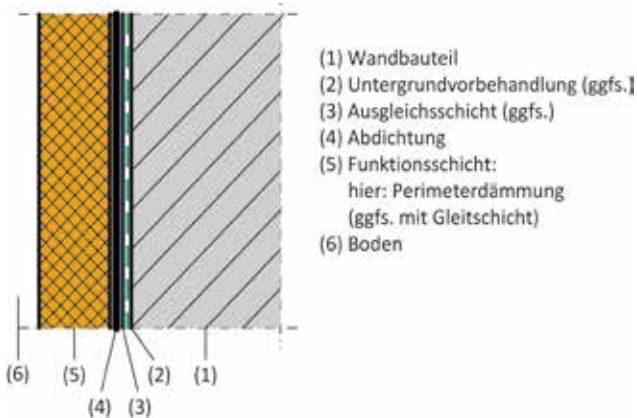 (1) Wandbauteil
(2) Untergrundvorbehandlung (ggfs.)
(3) Ausgleichsschicht (ggfs.)
(4) Abdichtung
(5) Funktionsschicht:
hier: Perimeterdämmung
(ggfs. mit Gleitschicht)
(6) Boden
(6) (5) (2) (1)
(4) (3)